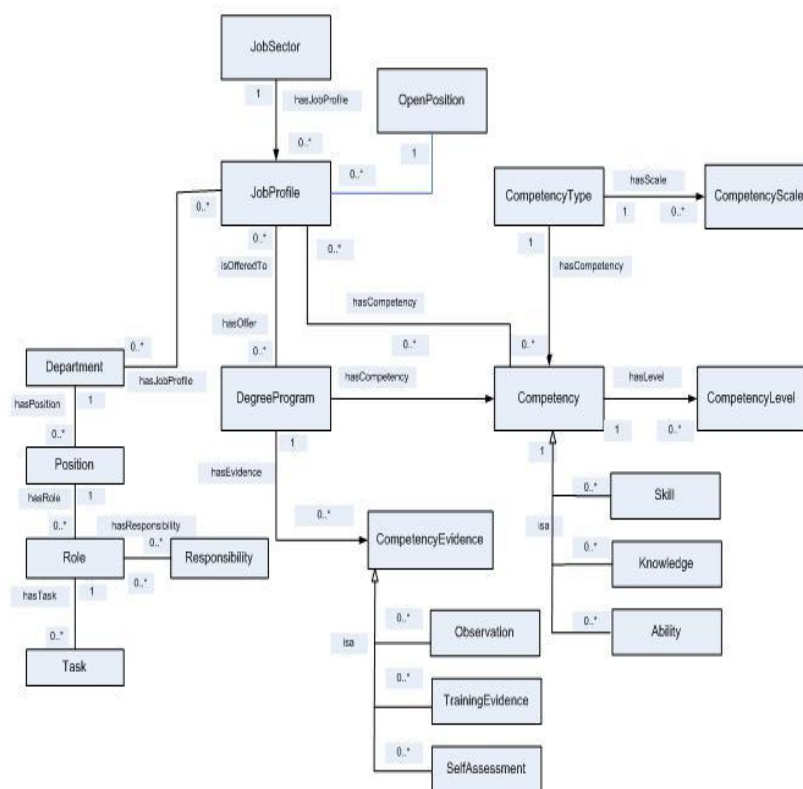 JobSector
1
hasJobProfile
OpenPosition
0..*
1
0..*
JobProfile
CompetencyType
hasScale
CompetencyScale
0..*
1
0..*
0..*
0..*
1
isOfferedTo
hasCompetency
hasCompetency
hasOffer
0..*
0..*
0..*
0..*
Department
hasJobProfile
DegreeProgram
hasCompetency
Competency
hasLevel
CompetencyLevel
hasPosition
1
1
1
0..*
0..*
1
hasEvidence
Position
0..*
Skill
hasRole
1
0..*
isa
0..*
hasResponsibility
0..*
CompetencyEvidence
0..*
Knowledge
Role
Responsibility
hasTask
1
0..*
0..*
Ability
0..*
Observation
0..*
isa
Task
0..*
TrainingEvidence
0..*
SelfAssessment